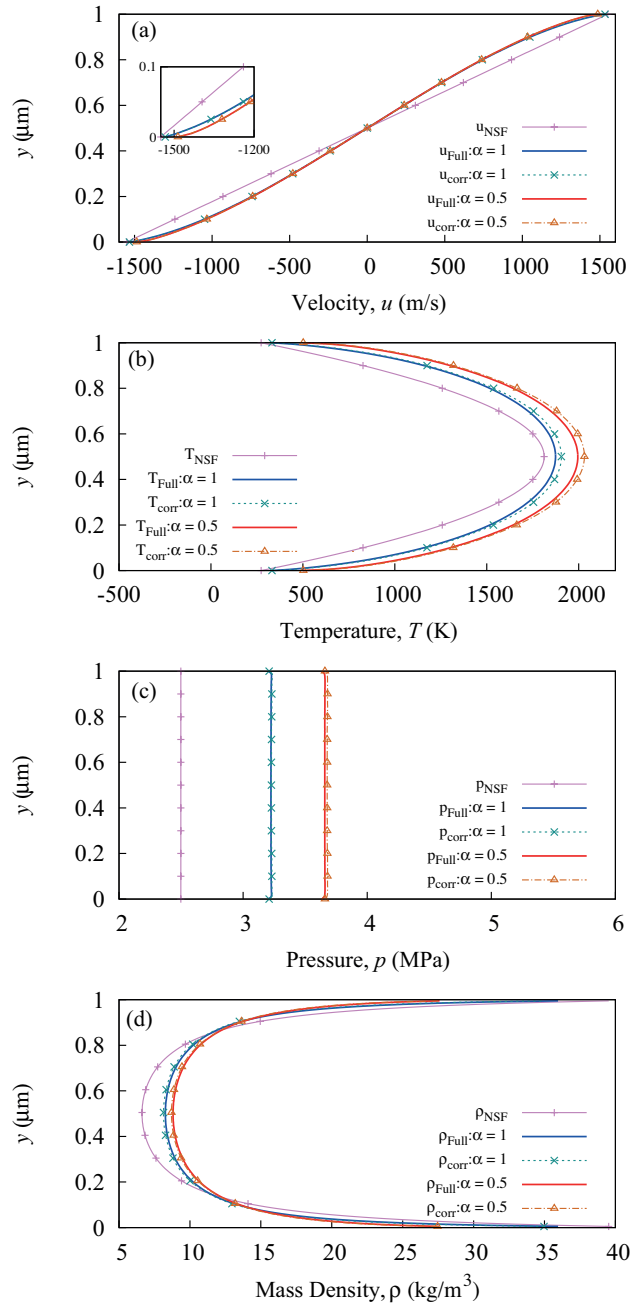 (a)
1
0.8
0.6
0.4
0.2
0
y (μm)
0.1
0
-1500
-1200
u_NSF
u_Full:α = 1
u_corr:α = 1
u_Full:α = 0.5
u_corr:α = 0.5
-1500 -1000 -500 0 500 1000 1500
Velocity, u (m/s)
(b)
1
0.8
0.6
0.4
0.2
0
y (μm)
T_NSF
T_Full:α = 1
T_corr:α = 1
T_Full:α = 0.5
T_corr:α = 0.5
-500 0 500 1000 1500 2000
Temperature, T (K)
(c)
1
0.8
0.6
0.4
0.2
0
y (μm)
p_NSF
p_Full:α = 1
p_corr:α = 1
p_Full:α = 0.5
p_corr:α = 0.5
2 3 4 5 6
Pressure, p (MPa)
(d)
1
0.8
0.6
0.4
0.2
0
y (μm)
ρ_NSF
ρ_Full:α = 1
ρ_corr:α = 1
ρ_Full:α = 0.5
ρ_corr:α = 0.5
5 10 15 20 25 30 35 40
Mass Density, ρ (kg/m³)